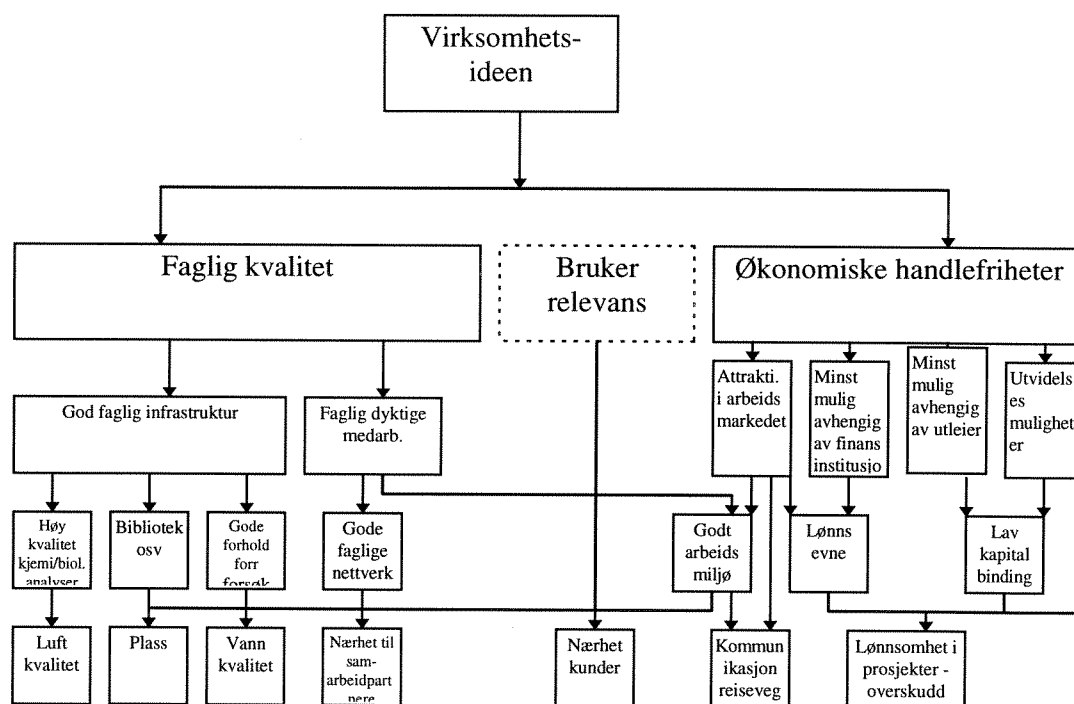 Virksomhets-
ideen
Faglig kvalitet
Bruker
relevans
Økonomiske handlefriheter
God faglig infrastruktur
Faglig dyktige
medarb.
Attrakti.
i arbeids
markedet
Minst
mulig
avhengig
av finans
institusjo
Minst
mulig
avhengig
av utleier
Utvidels
es
mulighet
er
Høy
kvalitet
kjemi/biol.
analyser
Bibliotek
osv
Gode
forhold
forr
forsøk
Gode
faglige
nettverk
Godt
arbeids
miljø
Lønns
evne
Lav
kapital
binding
Luft
kvalitet
Plass
Vann
kvalitet
Nærhet til
sam-
arbeidpart
nere
Nærhet
kunder
Kommun
ikasjon
reiseveg
Lønnsomhet i
prosjekter -
overskudd